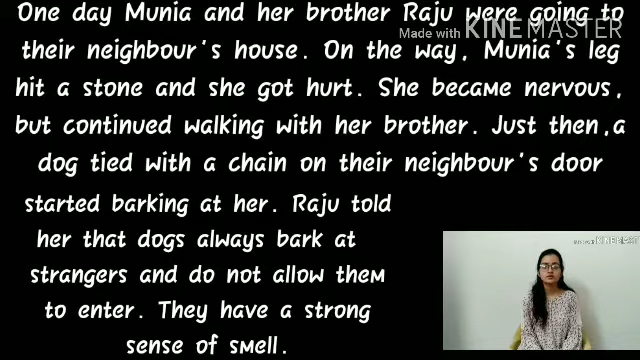 One day Munia and her brother Raju were going to
Made with KINEMASTER
their neighbour's house. On the way, Munia's leg
hit a stone and she got hurt. She became nervous,
but continued walking with her brother. Just then,a
dog tied with a chain on their neighbour's door
started barking at her. Raju told
her that dogs always bark at
strangers and do not allow them
to enter. They have a strong
sense of smell.